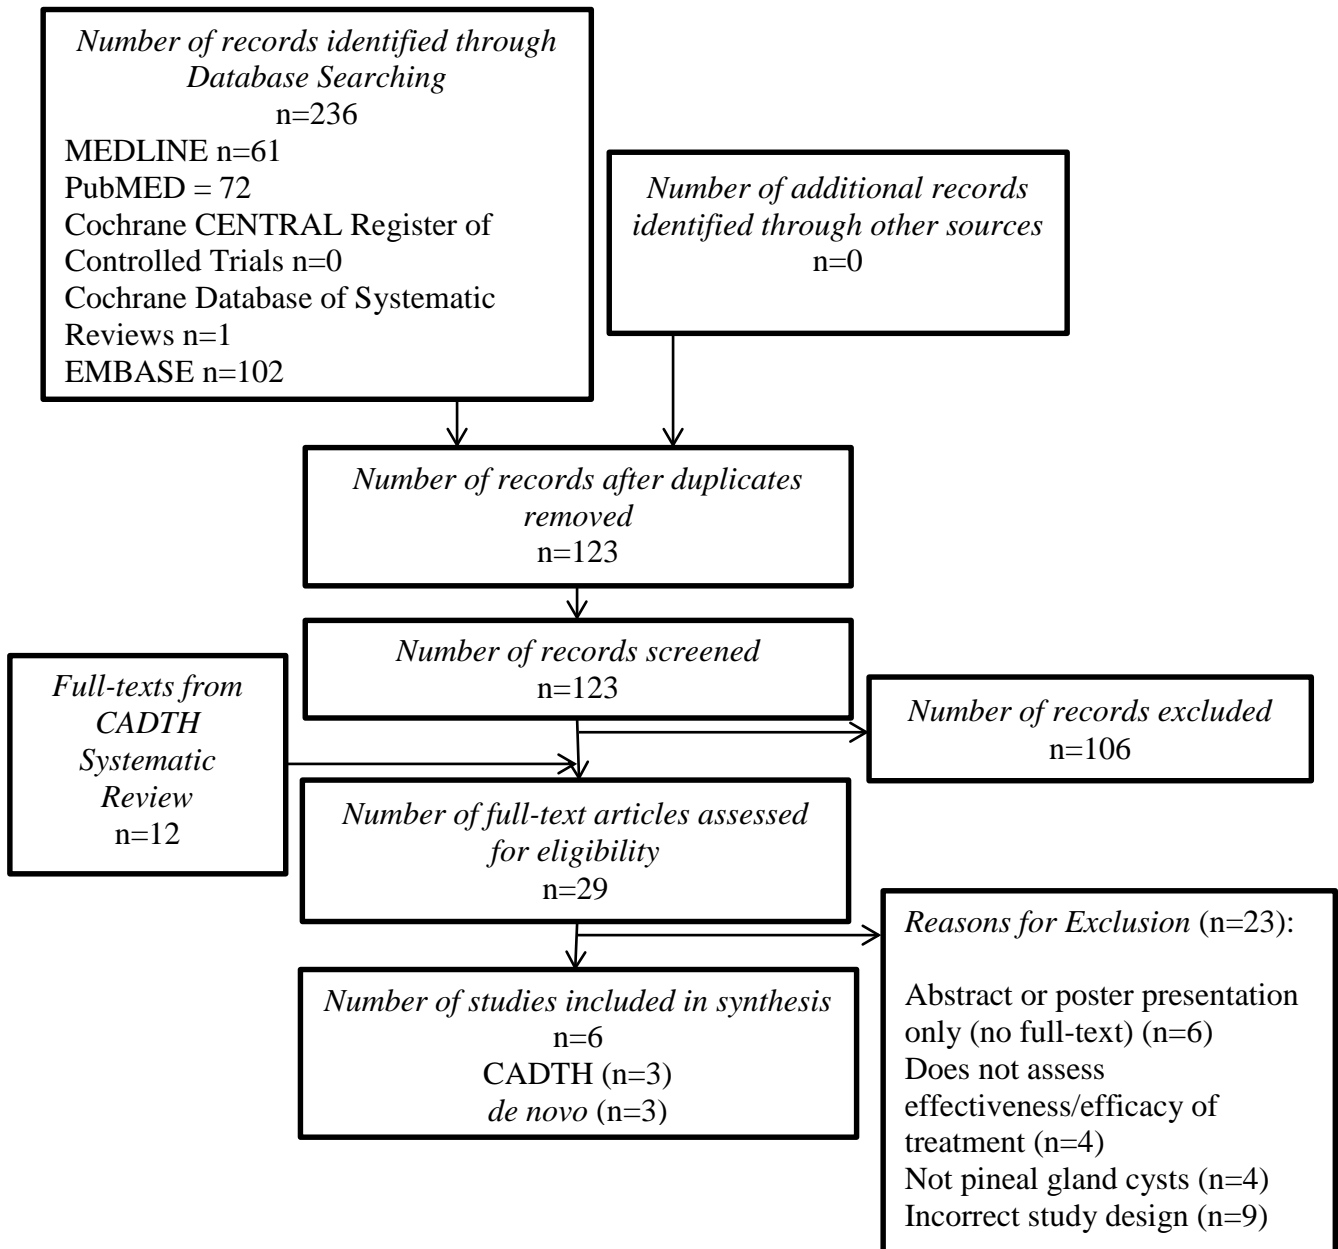 Number of records identified through
Database Searching
n=236
MEDLINE n=61
PubMED = 72
Cochrane CENTRAL Register of
Controlled Trials n=0
Cochrane Database of Systematic
Reviews n=1
EMBASE n=102
Number of additional records
identified through other sources
n=0
Number of records after duplicates
removed
n=123
Number of records screened
n=123
Full-texts from
CADTH
Systematic
Review
n=12
Number of records excluded
n=106
Number of full-text articles assessed
for eligibility
n=29
Reasons for Exclusion (n=23):
Abstract or poster presentation
only (no full-text) (n=6)
Does not assess
effectiveness/efficacy of
treatment (n=4)
Not pineal gland cysts (n=4)
Incorrect study design (n=9)
Number of studies included in synthesis
n=6
CADTH (n=3)
de novo (n=3)